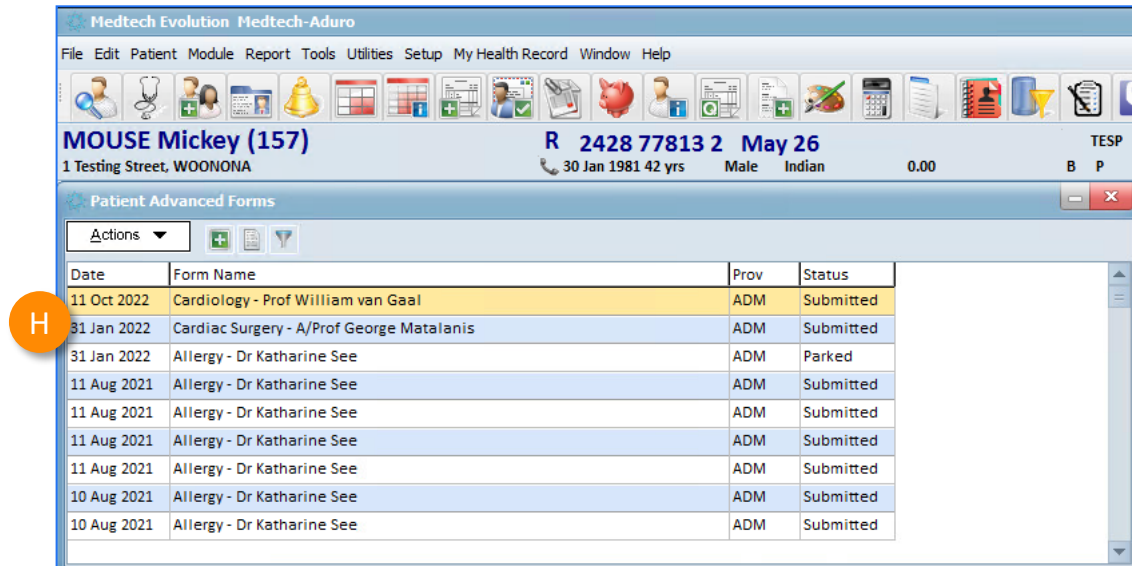 Medtech Evolution Medtech-Aduro
File Edit Patient Module Report Tools Utilities Setup My Health Record Window Help
MOUSE Mickey (157) R 2428 77813 2 May 26 TESP
1 Testing Street, WOONONA 30 Jan 1981 42 yrs Male Indian 0.00 B P
Patient Advanced Forms
Actions
Date Form Name Prov Status
11 Oct 2022 Cardiology - Prof William van Gaal ADM Submitted
H
31 Jan 2022 Cardiac Surgery - A/Prof George Matalanis ADM Submitted
31 Jan 2022 Allergy - Dr Katharine See ADM Parked
11 Aug 2021 Allergy - Dr Katharine See ADM Submitted
11 Aug 2021 Allergy - Dr Katharine See ADM Submitted
11 Aug 2021 Allergy - Dr Katharine See ADM Submitted
11 Aug 2021 Allergy - Dr Katharine See ADM Submitted
10 Aug 2021 Allergy - Dr Katharine See ADM Submitted
10 Aug 2021 Allergy - Dr Katharine See ADM Submitted